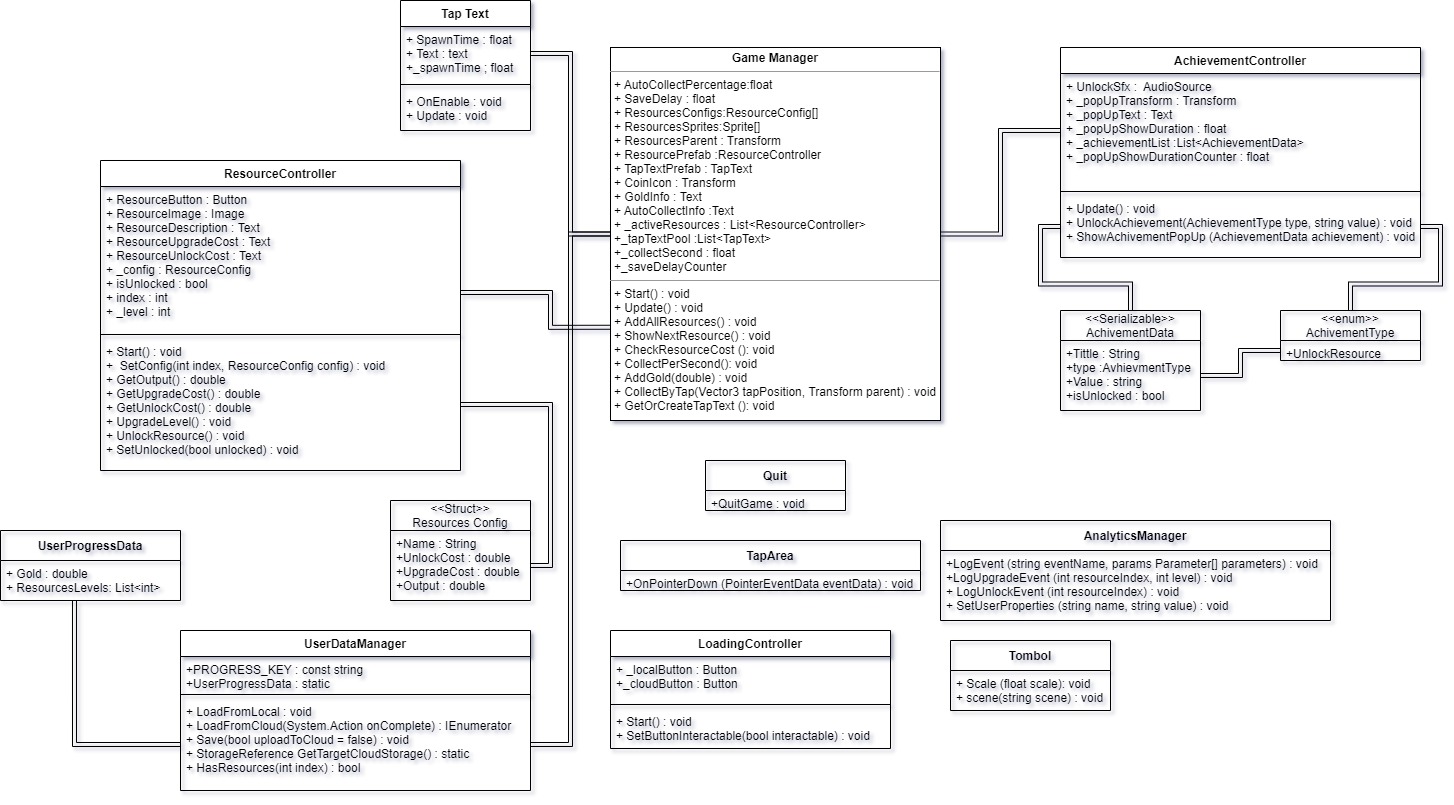 Tap Text
+ SpawnTime : float
+ Text : text
+_spawnTime ; float
+ OnEnable : void
+ Update : void
Game Manager
+ AutoCollectPercentage:float
+ SaveDelay : float
+ ResourcesConfigs:ResourceConfig[]
+ ResourcesSprites:Sprite[]
+ ResourcesParent : Transform
+ ResourcePrefab :ResourceController
+ TapTextPrefab : TapText
+ CoinIcon : Transform
+ GoldInfo : Text
+ AutoCollectInfo :Text
+ _activeResources : List<ResourceController>
+ _tapTextPool :List<TapText>
+ _collectSecond : float
+ _saveDelayCounter
+ Start() : void
+ Update() : void
+ AddAllResources() : void
+ ShowNextResource() : void
+ CheckResourceCost (): void
+ CollectPerSecond(): void
+ AddGold(double) : void
+ CollectByTap(Vector3 tapPosition, Transform parent) : void
+ GetOrCreateTapText (): void
AchievementController
+ UnlockSfx : AudioSource
+ _popUpTransform : Transform
+ _popUpText : Text
+ _popUpShowDuration : float
+ _achievementList :List<AchievementData>
+ _popUpShowDurationCounter : float
+ Update() : void
+ UnlockAchievement(AchievementType type, string value) : void
+ ShowAchivementPopUp (AchievementData achievement) : void
ResourceController
+ ResourceButton : Button
+ ResourceImage : Image
+ ResourceDescription : Text
+ ResourceUpgradeCost : Text
+ ResourceUnlockCost : Text
+ _config : ResourceConfig
+ isUnlocked : bool
+ index : int
+ _level : int
+ Start() : void
+ SetConfig(int index, ResourceConfig config) : void
+ GetOutput() : double
+ GetUpgradeCost() : double
+ GetUnlockCost() : double
+ UpgradeLevel() : void
+ UnlockResource() : void
+ SetUnlocked(bool unlocked) : void
<<Serializable>>
AchivementData
+Tittle : String
+type :AvhievmentType
+Value : string
+isUnlocked : bool
<<enum>>
AchivementType
+UnlockResource
Quit
+QuitGame : void
<<Struct>>
Resources Config
+Name : String
+UnlockCost : double
+UpgradeCost : double
+Output : double
UserProgressData
+ Gold : double
+ ResourcesLevels: List<int>
TapArea
+OnPointerDown (PointerEventData eventData) : void
AnalyticsManager
+LogEvent (string eventName, params Parameter[] parameters) : void
+LogUpgradeEvent (int resourceIndex, int level) : void
+ LogUnlockEvent (int resourceIndex) : void
+ SetUserProperties (string name, string value) : void
UserDataManager
+PROGRESS_KEY : const string
+UserProgressData : static
+ LoadFromLocal : void
+ LoadFromCloud(System.Action onComplete) : IEnumerator
+ Save(bool uploadToCloud = false) : void
+ StorageReference GetTargetCloudStorage() : static
+ HasResources(int index) : bool
LoadingController
+ _localButton : Button
+ _cloudButton : Button
+ Start() : void
+ SetButtonInteractable(bool interactable) : void
Tombol
+ Scale (float scale): void
+ scene(string scene) : void